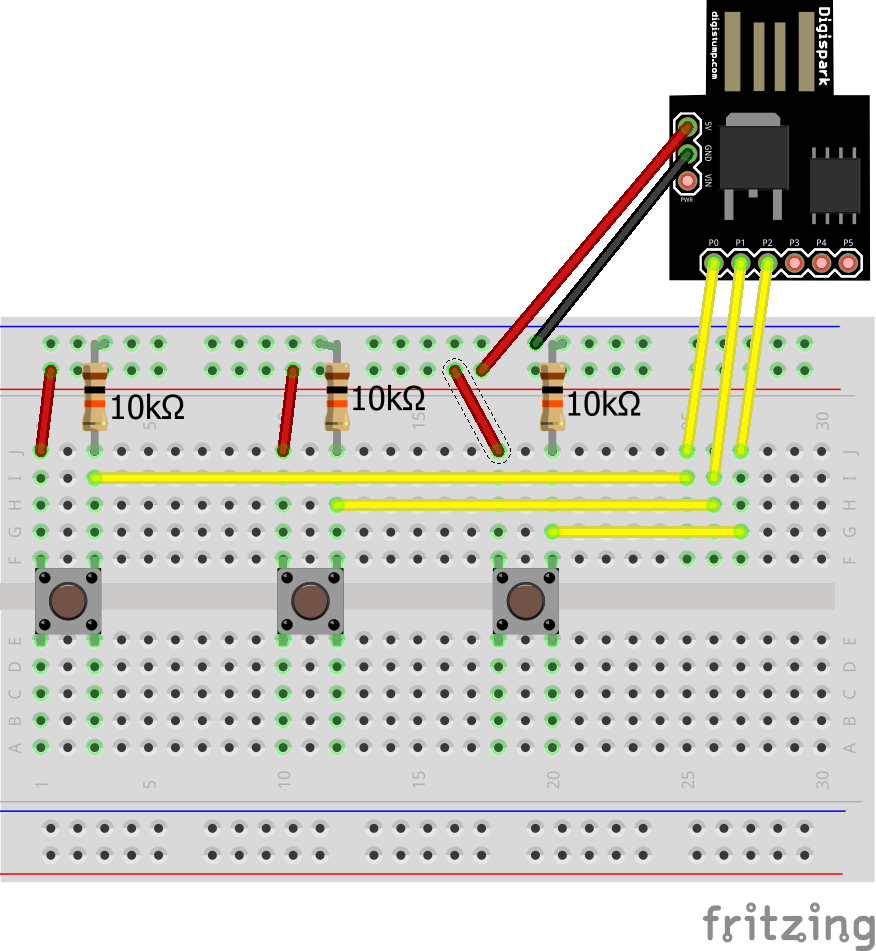 digistump.com
Digispark
5V
GND
VIN
PWR
P0 P1 P2 P3 P4 P5
10kΩ
10kΩ
10kΩ
5
15
25
30
J
I
H
G
F
J
I
H
G
F
E
D
C
B
A
E
D
C
B
A
1
5
10
15
20
25
30
fritzing